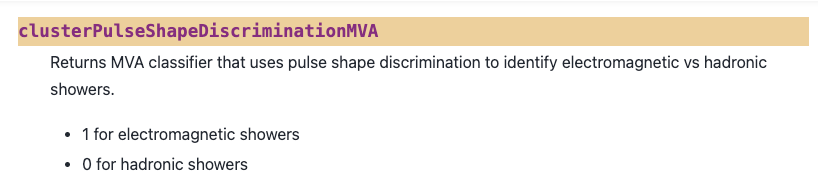 clusterPulseShapeDiscriminationMVA
Returns MVA classifier that uses pulse shape discrimination to identify electromagnetic vs hadronic
showers.
• 1 for electromagnetic showers
• 0 for hadronic showers